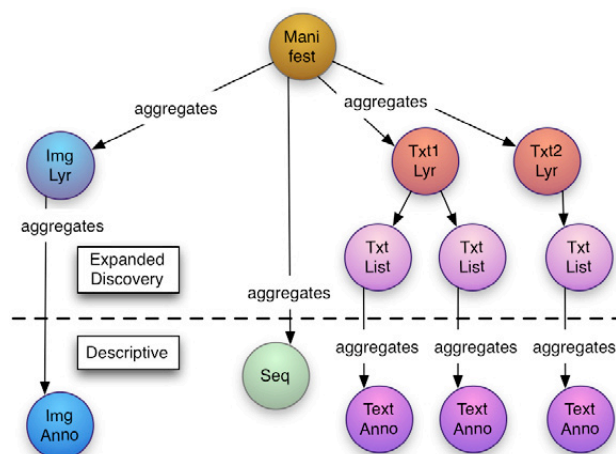 Mani
fest
aggregates
aggregates
Img
Lyr
Txt1
Lyr
Txt2
Lyr
aggregates
Expanded
Discovery
Txt
List
Txt
List
Txt
List
aggregates
Descriptive
aggregates
aggregates
aggregates
Seq
Img
Anno
Text
Anno
Text
Anno
Text
Anno